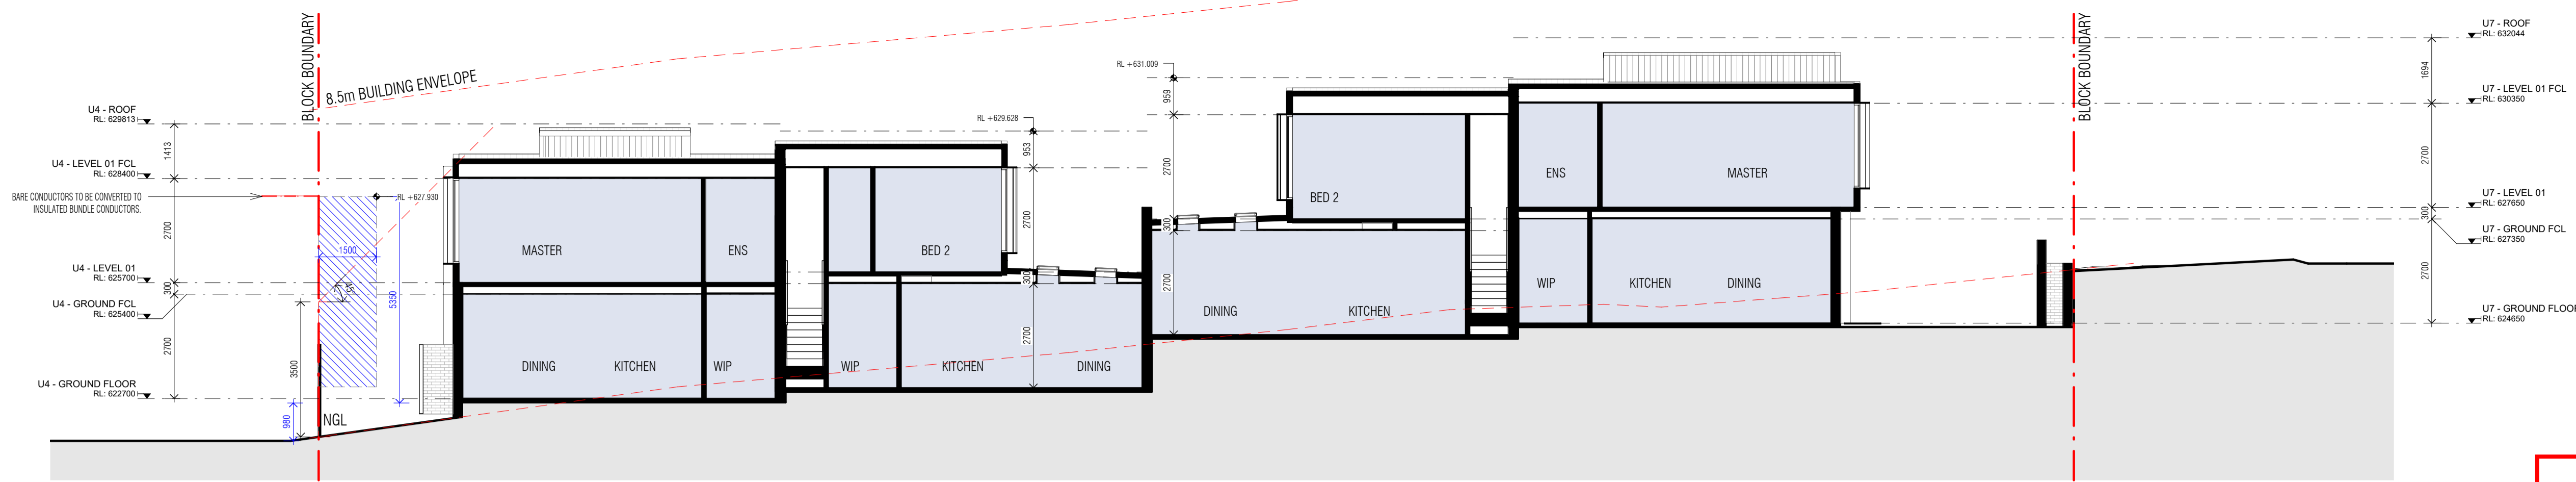 BLOCK BOUNDARY
8.5m BUILDING ENVELOPE
U4 - ROOF
RL: 629813
1413
U4 - LEVEL 01 FCL
RL: 628400
BARE CONDUCTORS TO BE CONVERTED TO
INSULATED BUNDLE CONDUCTORS.
2700
U4 - LEVEL 01
RL: 625700
300
U4 - GROUND FCL
RL: 625400
2700
U4 - GROUND FLOOR
RL: 622700
980
3500
NGL
1500
45°
5350
RL +627.930
MASTER
ENS
DINING
KITCHEN
WIP
RL +629.628
953
2700
300
2700
BED 2
WIP
KITCHEN
DINING
RL +631.009
959
2700
300
2700
BED 2
DINING
KITCHEN
ENS
MASTER
WIP
KITCHEN
DINING
BLOCK BOUNDARY
U7 - ROOF
RL: 632044
1694
U7 - LEVEL 01 FCL
RL: 630350
2700
U7 - LEVEL 01
RL: 627650
300
U7 - GROUND FCL
RL: 627350
2700
U7 - GROUND FLOOR
RL: 624650